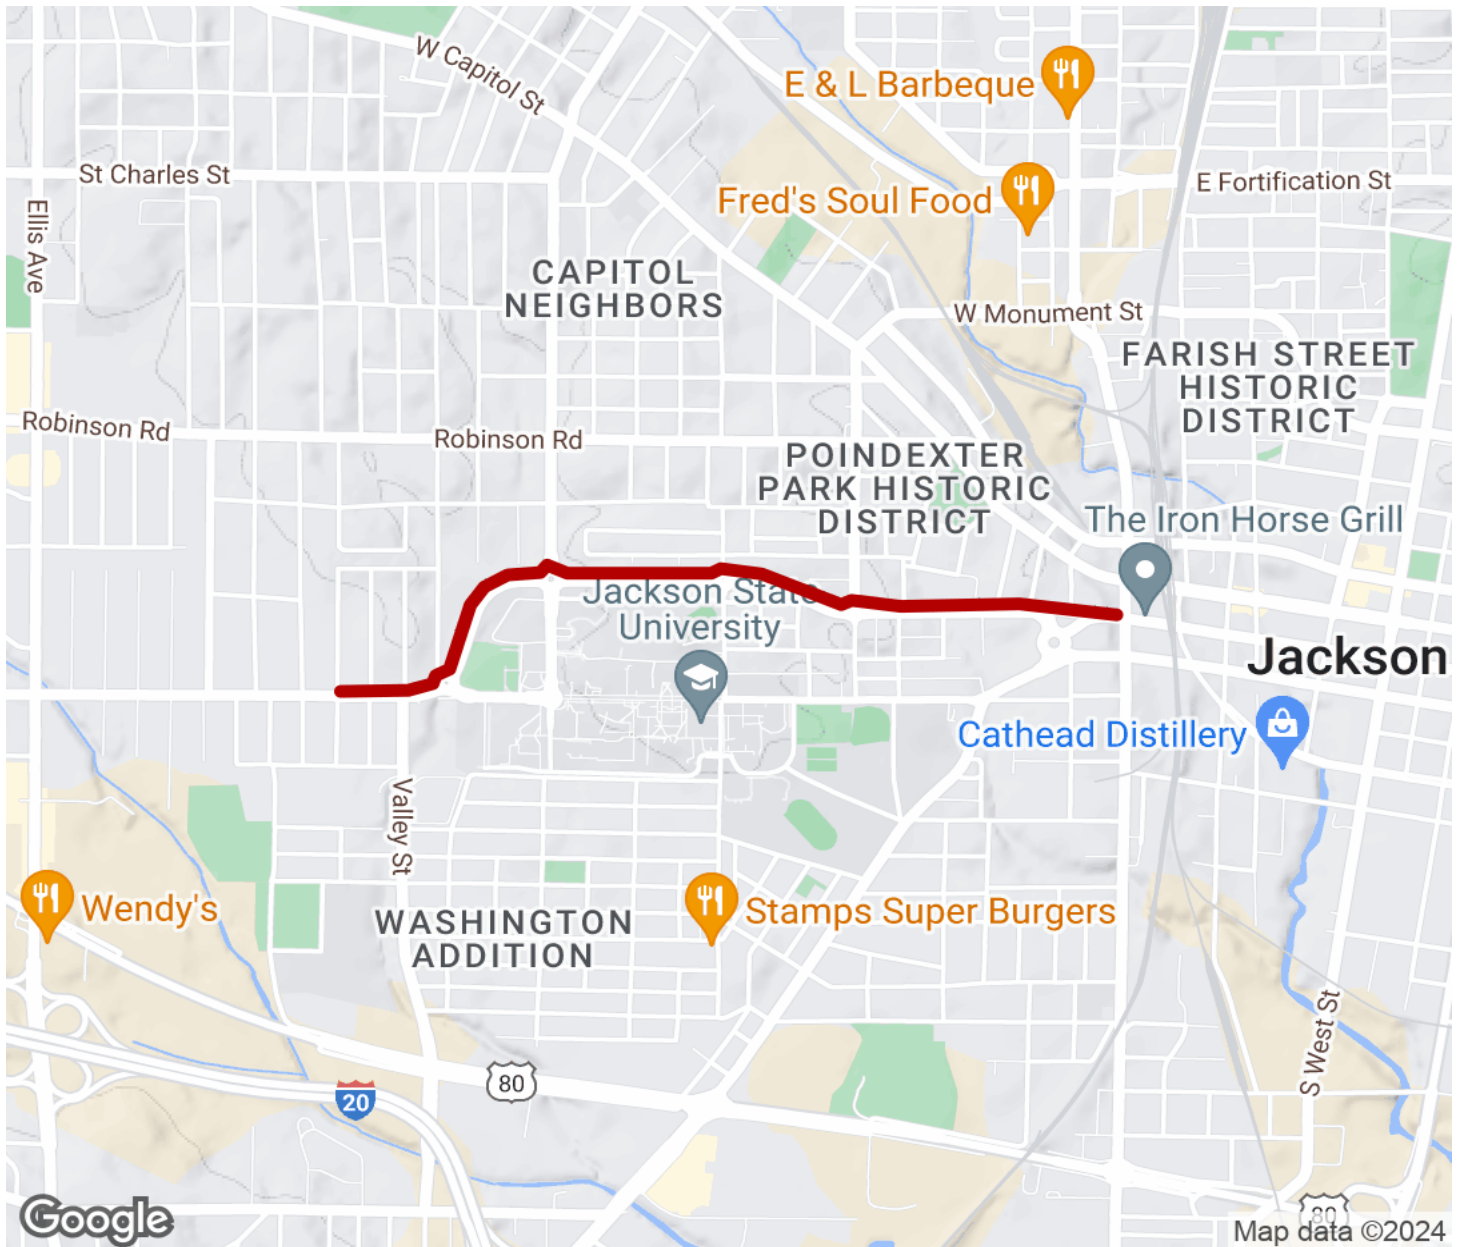 W Capitol St
E & L Barbeque
St Charles St
E Fortification St
Fred's Soul Food
Ellis Ave
CAPITOL
NEIGHBORS
W Monument St
FARISH STREET
HISTORIC
DISTRICT
Robinson Rd
Robinson Rd
POINDEXTER
PARK HISTORIC
DISTRICT
The Iron Horse Grill
Jackson State
University
Jackson
Cathead Distillery
Valley St
Wendy's
Stamps Super Burgers
WASHINGTON
ADDITION
S West St
80
20
80
Google
Map data ©2024